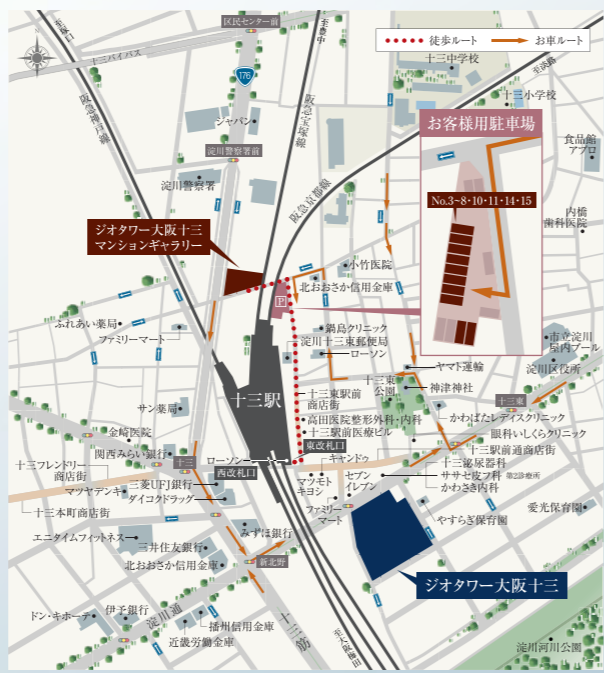 区民センター前
至塚口
十三バイパス
176
至豊中
徒歩ルート
お車ルート
十三中学校
至淡路
十三小学校
阪急神戸線
ジャパン
阪急宝塚線
お客様用駐車場
食品館
アプロ
淀川警察署前
淀川警察署
阪急京都線
No.3~8・10・11・14・15
内橋
歯科医院
ジオタワー大阪十三
マンションギャラリー
小竹医院
北おおさか信用金庫
P
ふれあい薬局
ファミリーマート
鍋島クリニック
淀川十三東郵便局
ローソン
市立淀川
屋内プール
淀川区役所
ヤマト運輸
十三東
公園
神津神社
十三駅
十三東駅前
商店街
十三東
サン薬局
かわばたレディスクリニック
高田医院整形外科・内科
十三駅前医療ビル
眼科いしくらクリニック
金崎医院
東改札口
十三駅前通商店街
関西みらい銀行
十三
ローソン
西改札口
キャンドゥ
十三泌尿器科
十三フレンドリー
商店街
三菱UFJ銀行
マツモト
キヨシ
セブン
イレブン
ササセ皮フ科 第2診療所
かわさき内科
マツヤデンキ
ダイコクドラッグ
ファミリー
マート
十三本町商店街
やすらぎ保育園
愛光保育園
みずほ銀行
エニタイムフィットネス
三井住友銀行
新北野
北おおさか信用金庫
ジオタワー大阪十三
ドン・キホーテ
伊予銀行
淀川通
播州信用金庫
近畿労働金庫
十三筋
至大阪梅田
淀川河川公園